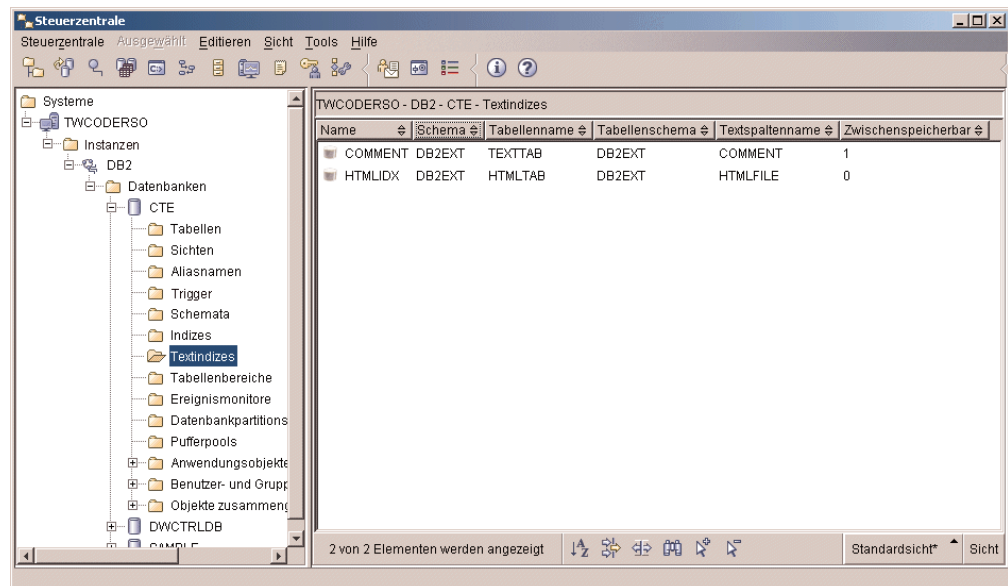 Steuerzentrale
Steuerzentrale Ausgewählt Editieren Sicht Tools Hilfe
Systeme
TWCODERSO
Instanzen
DB2
Datenbanken
CTE
Tabellen
Sichten
Aliasnamen
Trigger
Schemata
Indizes
Textindizes
Tabellenbereiche
Ereignismonitore
Datenbankpartitions
Pufferpools
Anwendungsobjekte
Benutzer- und Grupp
Objekte zusammeng
DWCTRLDB
SAMPLE
TWCODERSO - DB2 - CTE - Textindizes
Name Schema Tabellenname Tabellenschema Textspaltenname Zwischenspeicherbar
COMMENT DB2EXT TEXTTAB DB2EXT COMMENT 1
HTMLIDX DB2EXT HTMLTAB DB2EXT HTMLFILE 0
2 von 2 Elementen werden angezeigt Standardsicht* Sicht